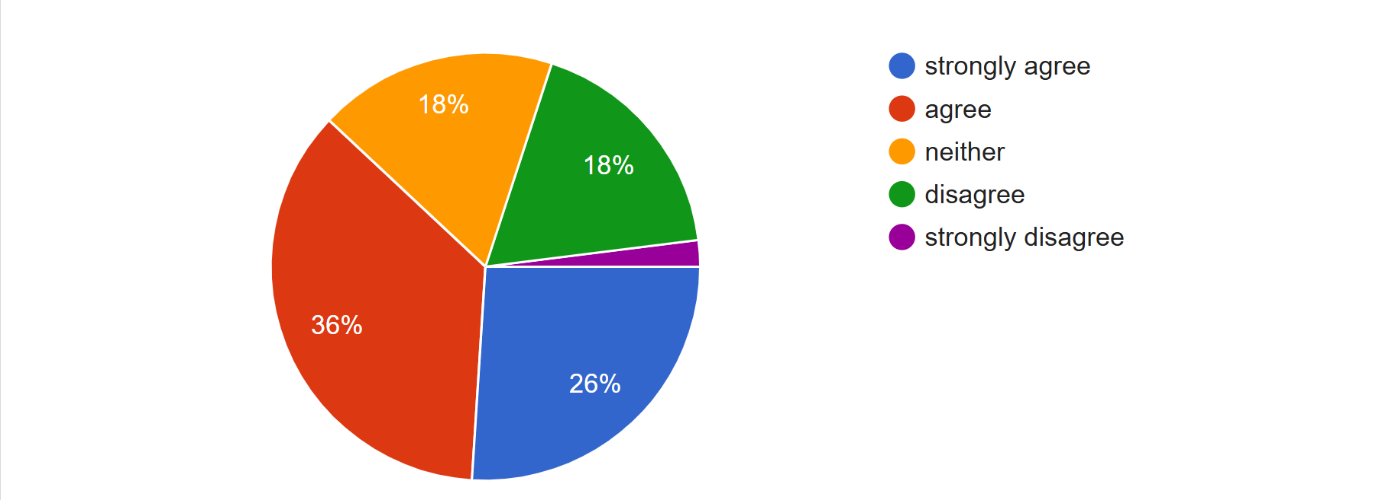 18%
18%
36%
26%
strongly agree
agree
neither
disagree
strongly disagree